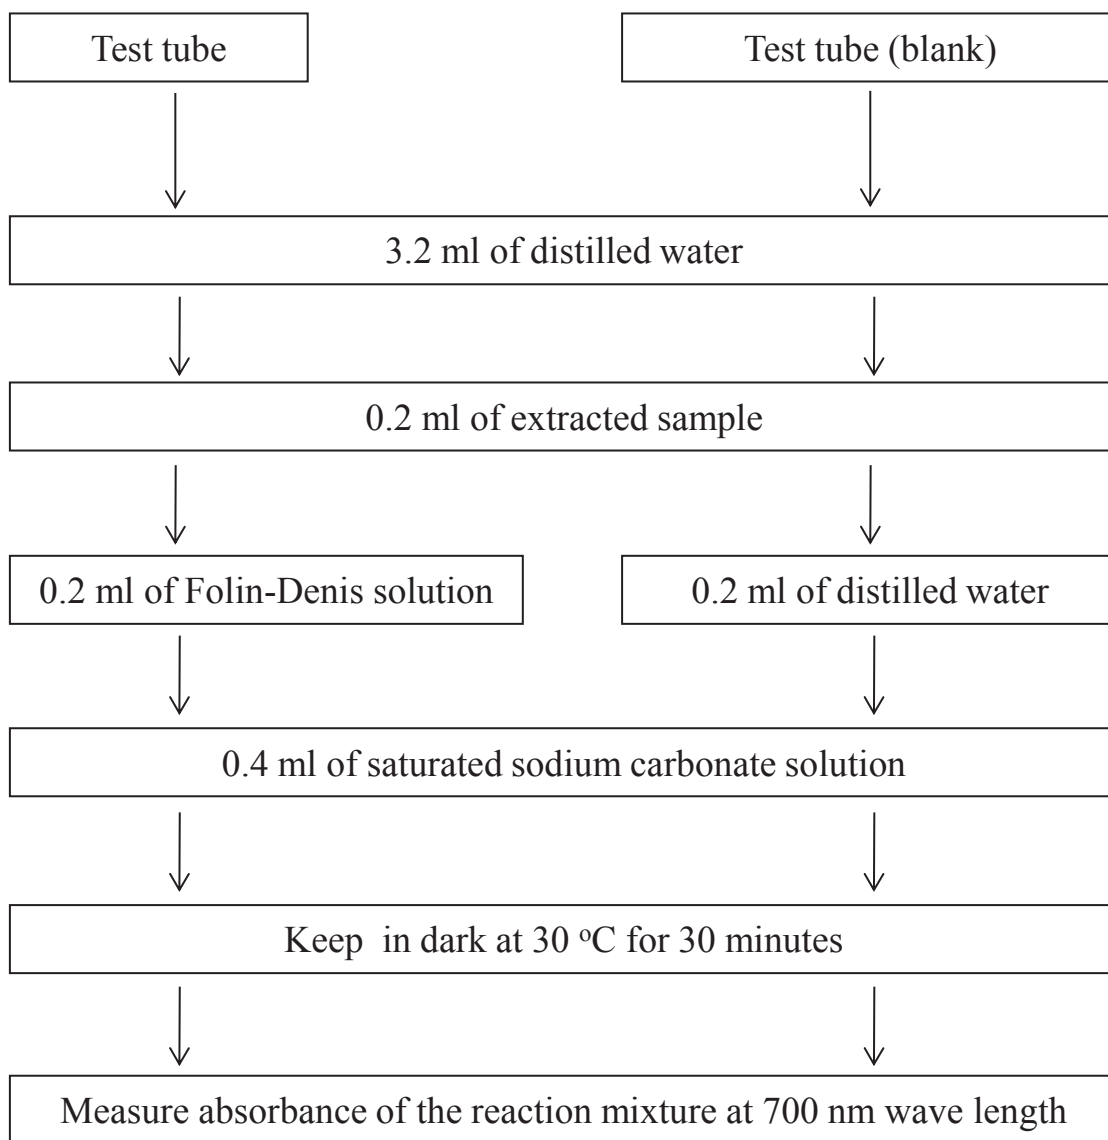 Test tube
Test tube (blank)
3.2 ml of distilled water
0.2 ml of extracted sample
0.2 ml of Folin-Denis solution
0.2 ml of distilled water
0.4 ml of saturated sodium carbonate solution
Keep in dark at 30 ºC for 30 minutes
Measure absorbance of the reaction mixture at 700 nm wave length